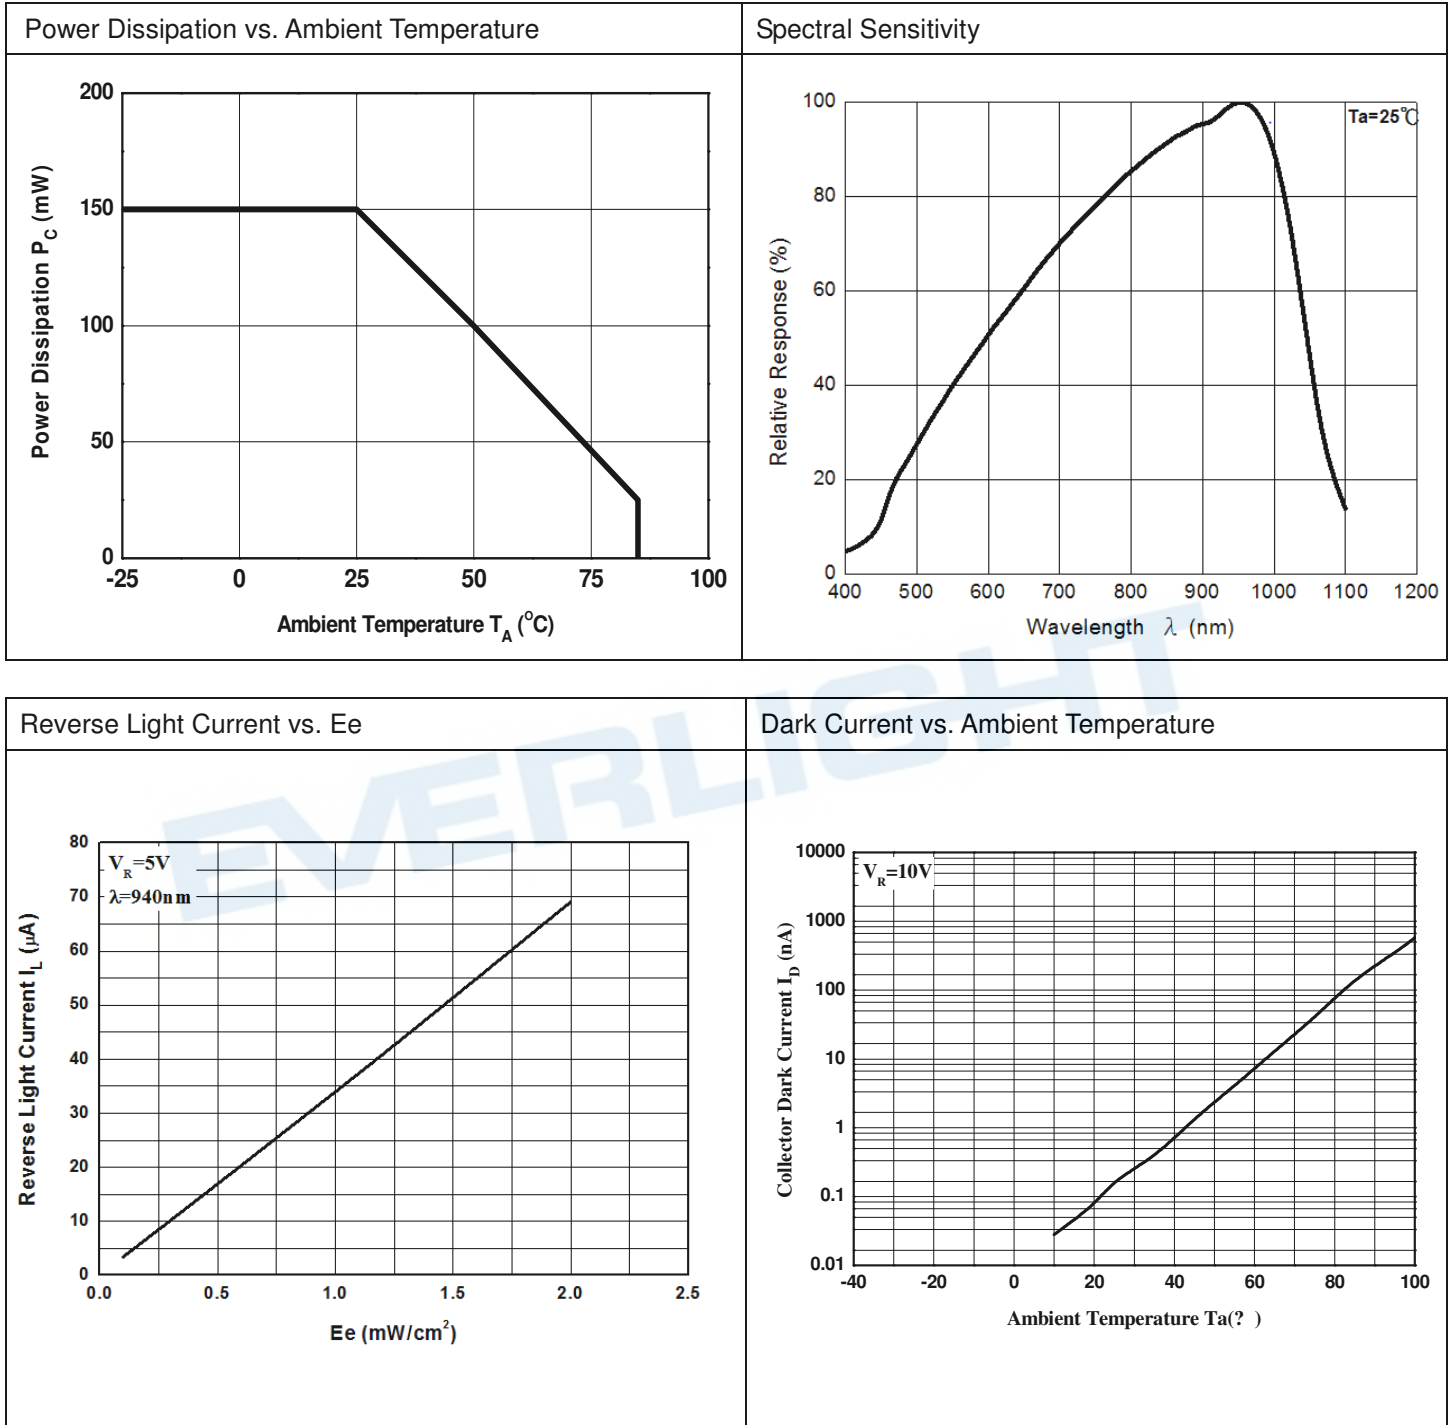 Power Dissipation vs. Ambient Temperature
Spectral Sensitivity
200
150
100
50
0
-25 0 25 50 75 100
Power Dissipation P_C (mW)
Ambient Temperature T_A (°C)
100
80
60
40
20
0
400 500 600 700 800 900 1000 1100 1200
Ta=25℃
Relative Response (%)
Wavelength λ (nm)
Reverse Light Current vs. Ee
Dark Current vs. Ambient Temperature
EVERLIGHT
80
70
60
50
40
30
20
10
0
0.0 0.5 1.0 1.5 2.0 2.5
V_R=5V
λ=940nm
Reverse Light Current I_L (μA)
Ee (mW/cm²)
10000
1000
100
10
1
0.1
0.01
-40 -20 0 20 40 60 80 100
V_R=10V
Collector Dark Current I_D (nA)
Ambient Temperature Ta(? )